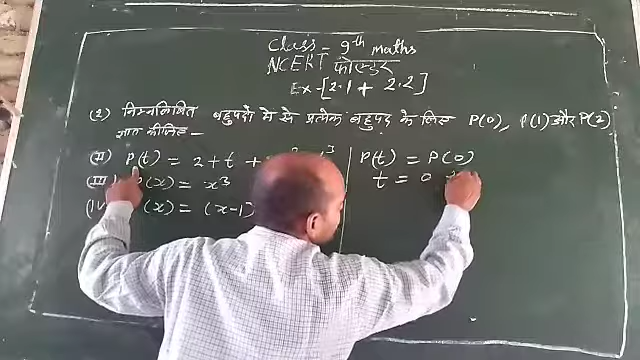 Class - 9th maths
NCERT फोल्डर
Ex-[2.1 + 2.2]
(2) निम्नलिखित बहुपदों में से प्रत्येक बहुपद के लिए P(0), P(1) और P(2)
ज्ञात कीजिए -
(II) P(t) = 2 + t +
(III) (x) = x³
(IV (x) = (x-1)
P(t) = P(0)
t = 0